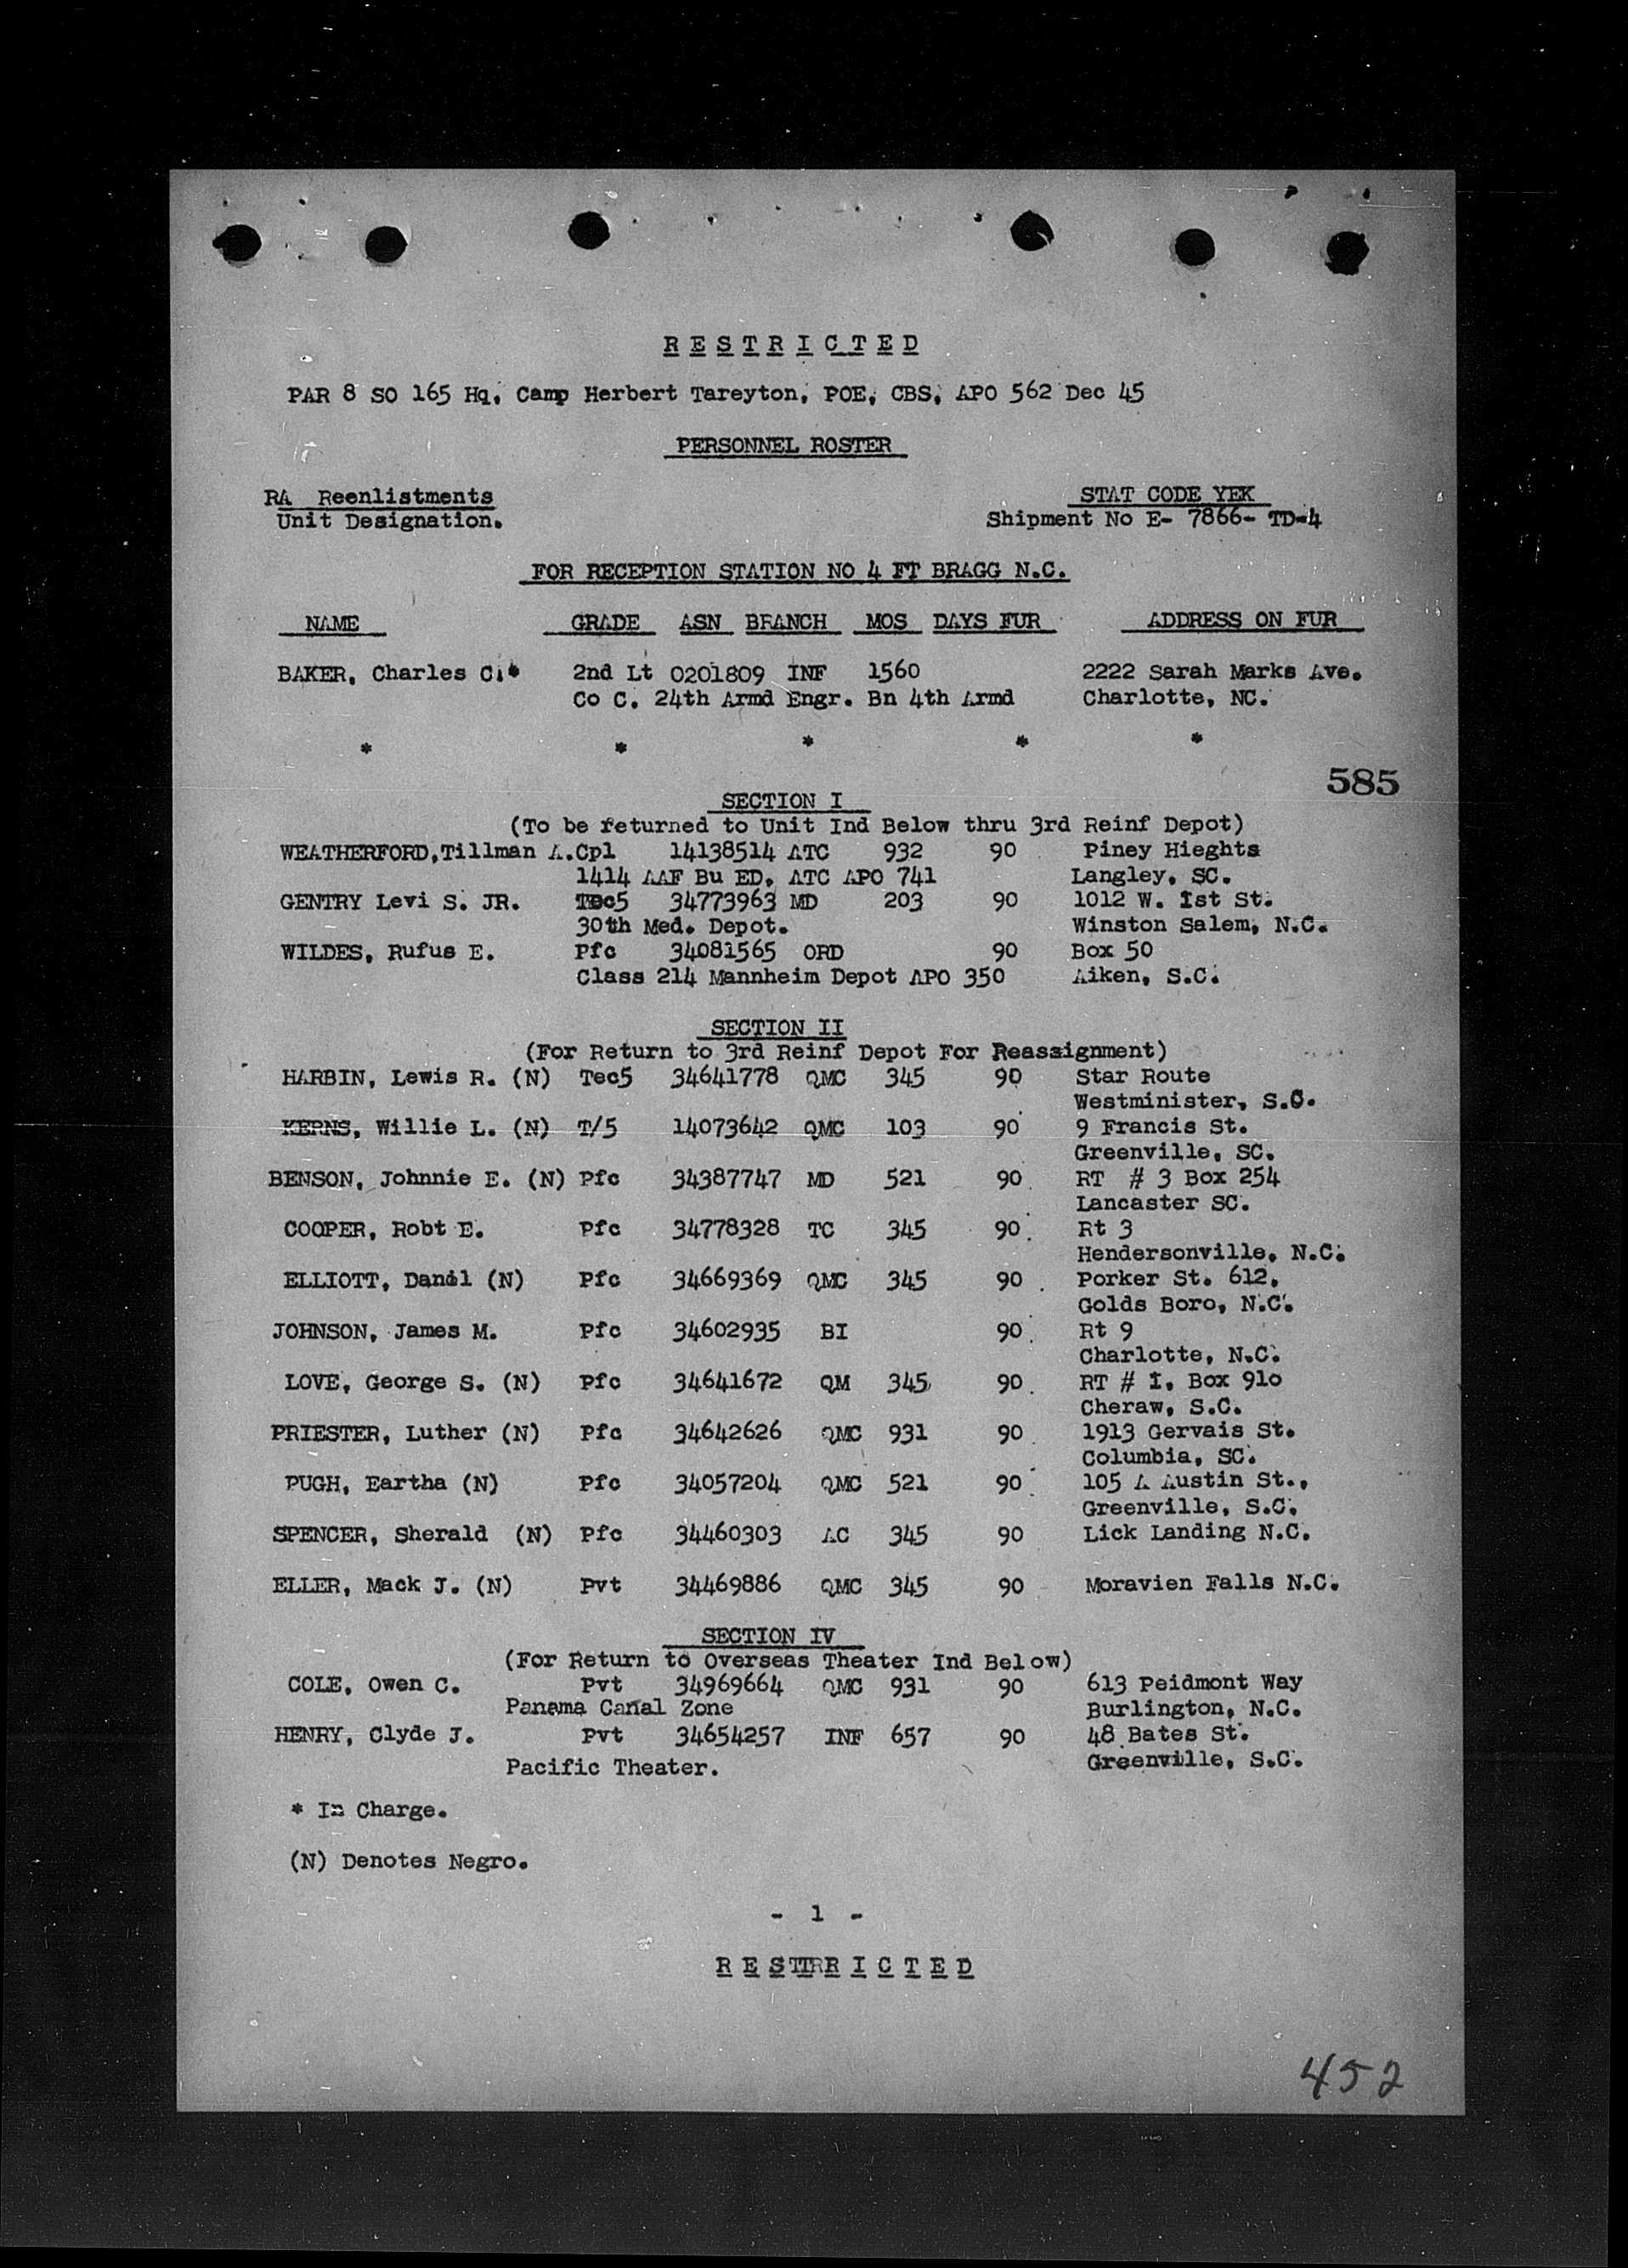 RESTRICTED
PAR 8 SO 165 Hq, Camp Herbert Tareyton, POE, CBS, APO 562 Dec 45
PERSONNEL ROSTER
RA Reenlistments STAT CODE YEK
Unit Designation. Shipment No E- 7866- TD-4
FOR RECEPTION STATION NO 4 FT BRAGG N.C.
NAME GRADE ASN BRANCH MOS DAYS FUR ADDRESS ON FUR
BAKER, Charles C.* 2nd Lt 0201809 INF 1560 2222 Sarah Marks Ave.
Co C. 24th Armd Engr. Bn 4th Armd Charlotte, NC.
* * * * *
585
SECTION I
(To be returned to Unit Ind Below thru 3rd Reinf Depot)
WEATHERFORD,Tillman A.Cpl 14138514 ATC 932 90 Piney Hieghts
1414 AAF Bu ED, ATC APO 741 Langley, SC.
GENTRY Levi S. JR. Tec5 34773963 MD 203 90 1012 W. 1st St.
30th Med. Depot. Winston Salem, N.C.
WILDES, Rufus E. Pfc 34081565 ORD 90 Box 50
Class 214 Mannheim Depot APO 350 Aiken, S.C.
SECTION II
(For Return to 3rd Reinf Depot For Reassignment)
HARBIN, Lewis R. (N) Tec5 34641778 QMC 345 90 Star Route
Westminister, S.C.
KERNS, Willie L. (N) T/5 14073642 QMC 103 90 9 Francis St.
Greenville, SC.
BENSON, Johnnie E. (N) Pfc 34387747 MD 521 90 RT # 3 Box 254
Lancaster SC.
COOPER, Robt E. Pfc 34778328 TC 345 90 Rt 3
Hendersonville, N.C.
ELLIOTT, Danil (N) Pfc 34669369 QMC 345 90 Porker St. 612,
Golds Boro, N.C.
JOHNSON, James M. Pfc 34602935 BI 90 Rt 9
Charlotte, N.C.
LOVE, George S. (N) Pfc 34641672 QM 345 90 RT # 1, Box 910
Cheraw, S.C.
PRIESTER, Luther (N) Pfc 34642626 QMC 931 90 1913 Gervais St.
Columbia, SC.
PUGH, Eartha (N) Pfc 34057204 QMC 521 90 105 A Austin St.,
Greenville, S.C.
SPENCER, Sherald (N) Pfc 34460303 AC 345 90 Lick Landing N.C.
ELLER, Mack J. (N) Pvt 34469886 QMC 345 90 Moravien Falls N.C.
SECTION IV
(For Return to Overseas Theater Ind Below)
COLE, Owen C. Pvt 34969664 QMC 931 90 613 Peidmont Way
Panama Canal Zone Burlington, N.C.
HENRY, Clyde J. Pvt 34654257 INF 657 90 48 Bates St.
Pacific Theater. Greenville, S.C.
* In Charge.
(N) Denotes Negro.
- 1 -
RESTRICTED
452